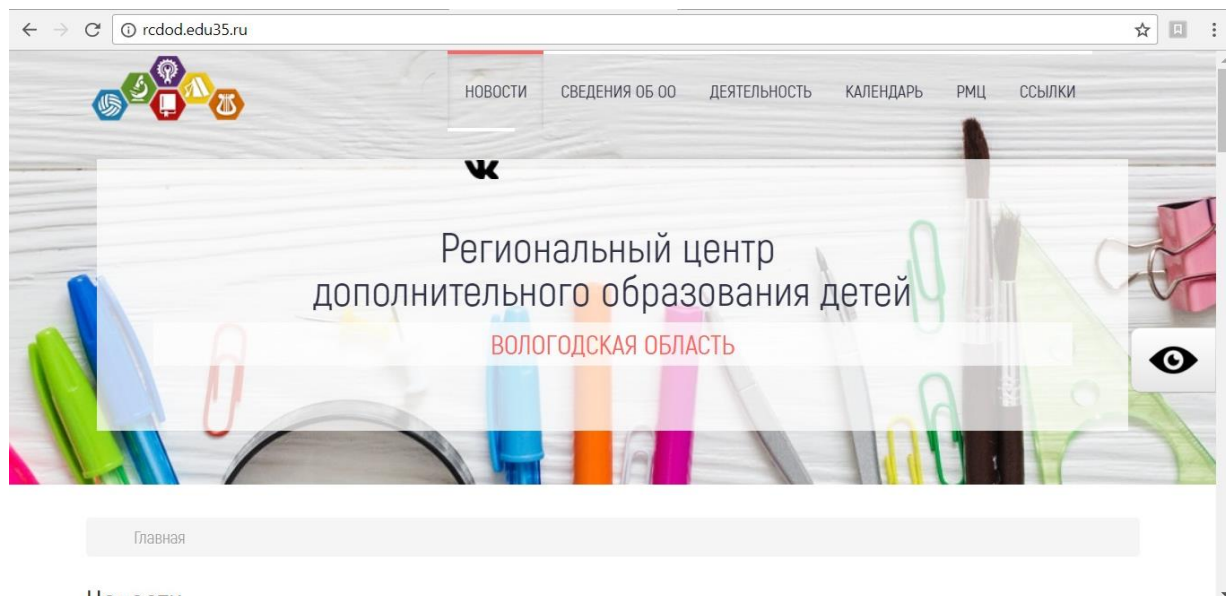 rcdod.edu35.ru
НОВОСТИ СВЕДЕНИЯ ОБ ОО ДЕЯТЕЛЬНОСТЬ КАЛЕНДАРЬ РМЦ ССЫЛКИ
Региональный центр
дополнительного образования детей
ВОЛОГОДСКАЯ ОБЛАСТЬ
Главная